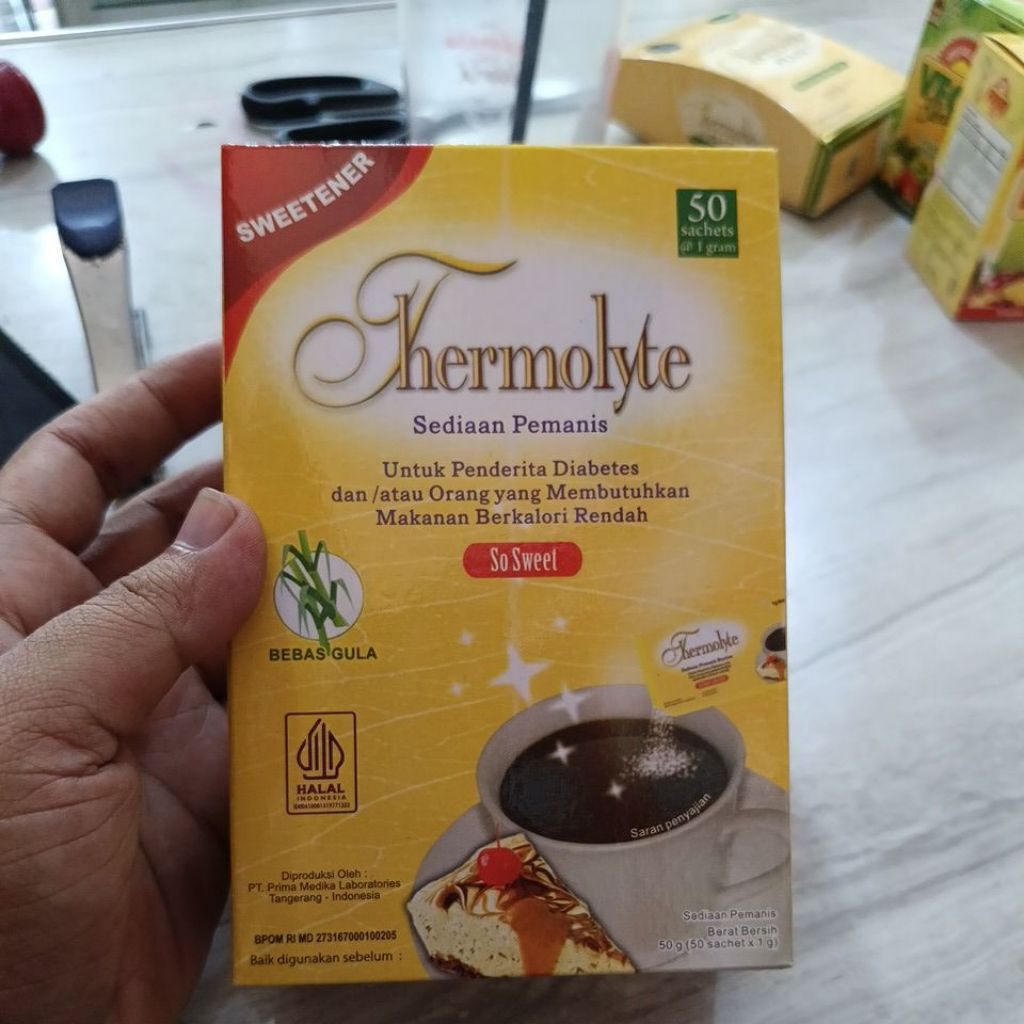 SWEETENER
50
sachets
@ 1 gram
Thermolyte
Sediaan Pemanis
Untuk Penderita Diabetes
dan /atau Orang yang Membutuhkan
Makanan Berkalori Rendah
So Sweet
BEBAS GULA
Thermolyte
HALAL
INDONESIA
Saran penyajian
Diproduksi Oleh :
PT. Prima Medika Laboratories
Tangerang - Indonesia
BPOM RI MD 273167000100205
Baik digunakan sebelum :
Sediaan Pemanis
Berat Bersih
50 g (50 sachet x 1 g)